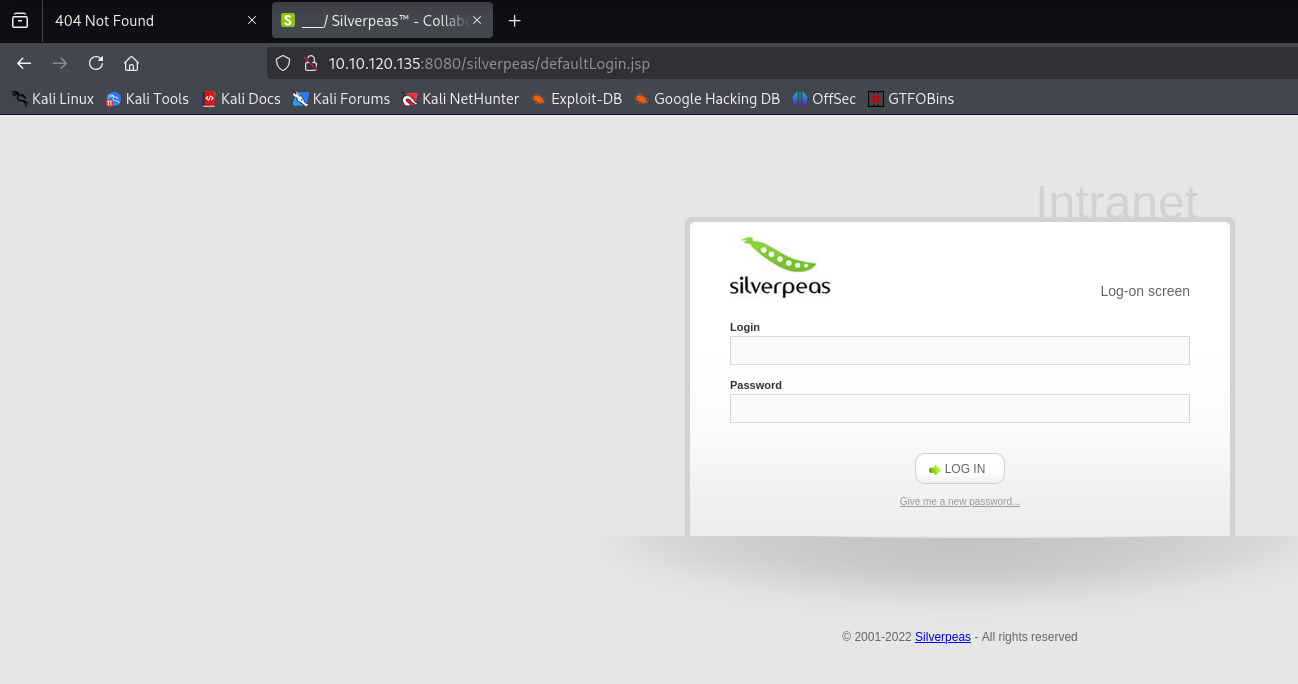 404 Not Found
___/ Silverpeas™ - Collabo
10.10.120.135:8080/silverpeas/defaultLogin.jsp
Kali Linux Kali Tools Kali Docs Kali Forums Kali NetHunter Exploit-DB Google Hacking DB OffSec GTFOBins
Intranet
silverpeas
Log-on screen
Login
Password
LOG IN
Give me a new password...
© 2001-2022 Silverpeas - All rights reserved